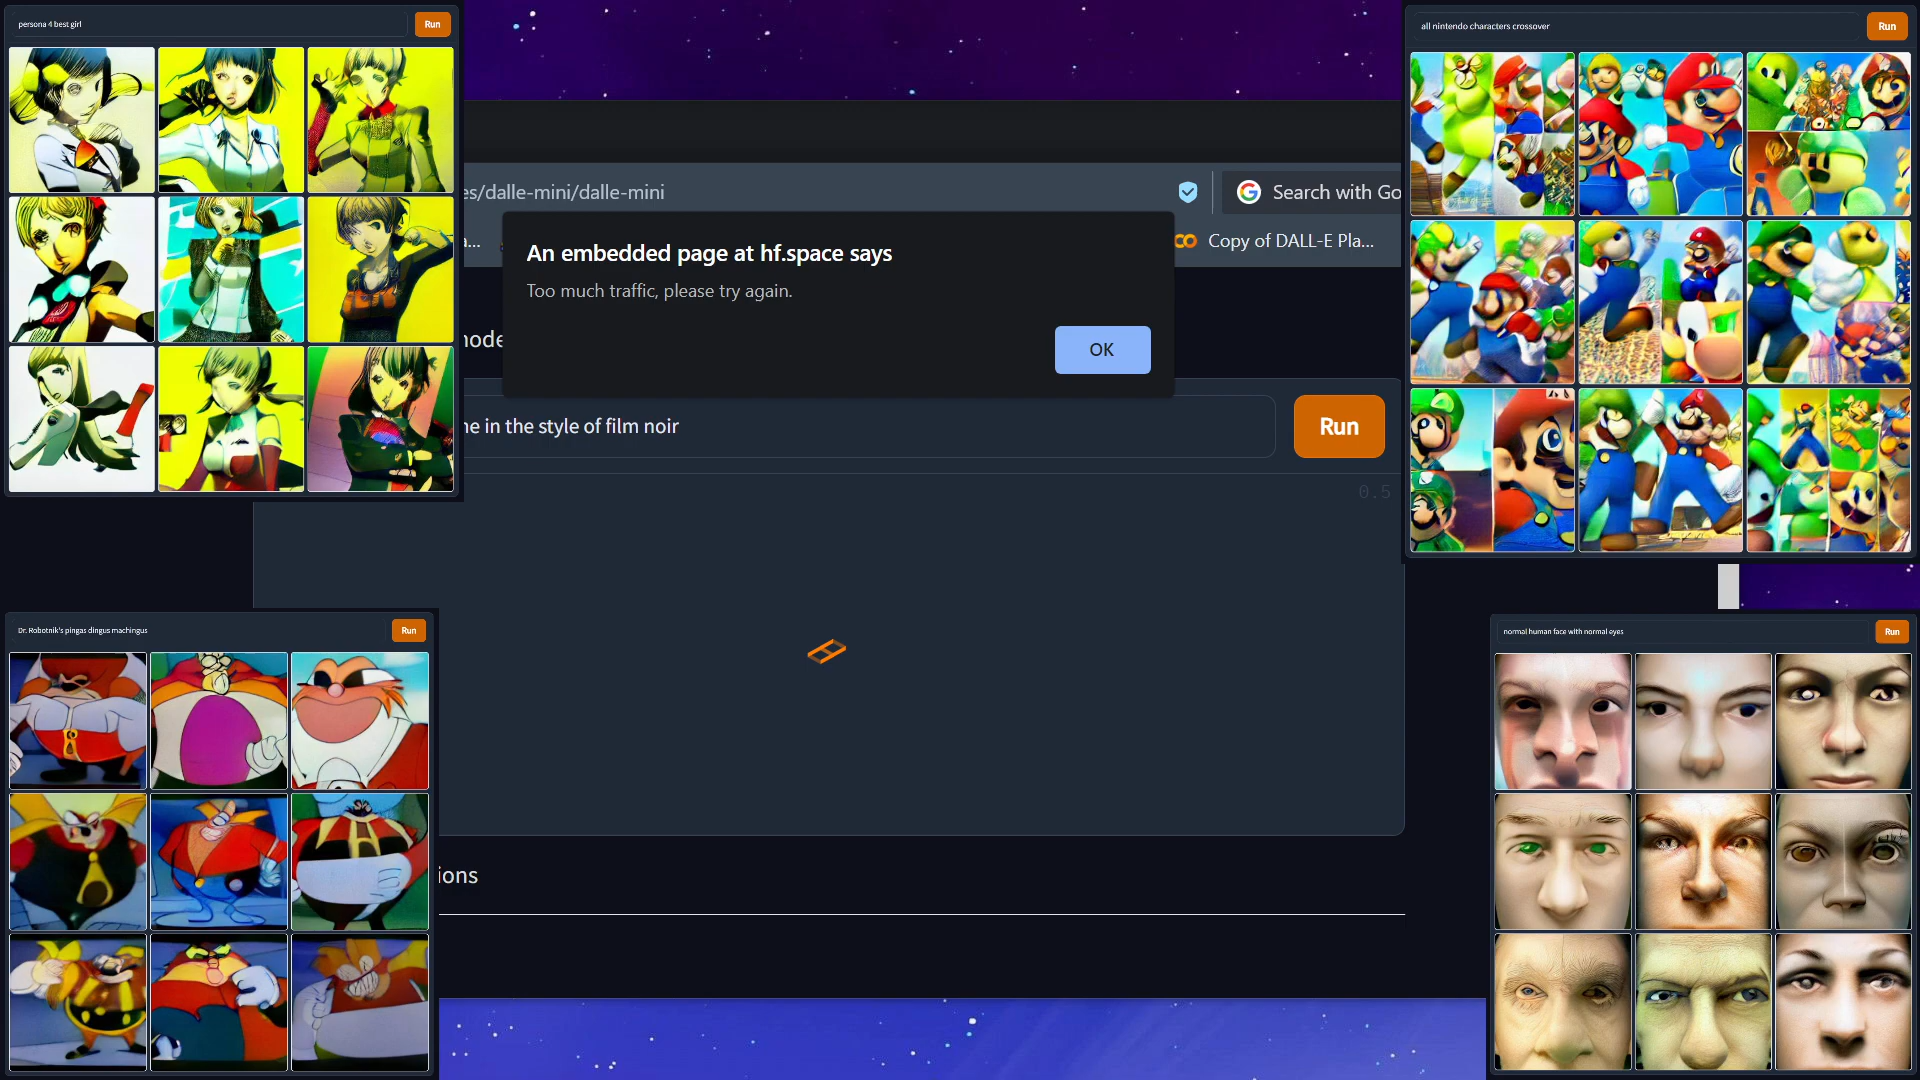 persona 4 best girl
Run
all nintendo characters crossover
Run
es/dalle-mini/dalle-mini
Search with Go
a...
Copy of DALL-E Pla...
An embedded page at hf.space says
Too much traffic, please try again.
OK
node
ne in the style of film noir
Run
0.5
Dr. Robotnik's pingas dingus machingus
Run
normal human face with normal eyes
Run
ions